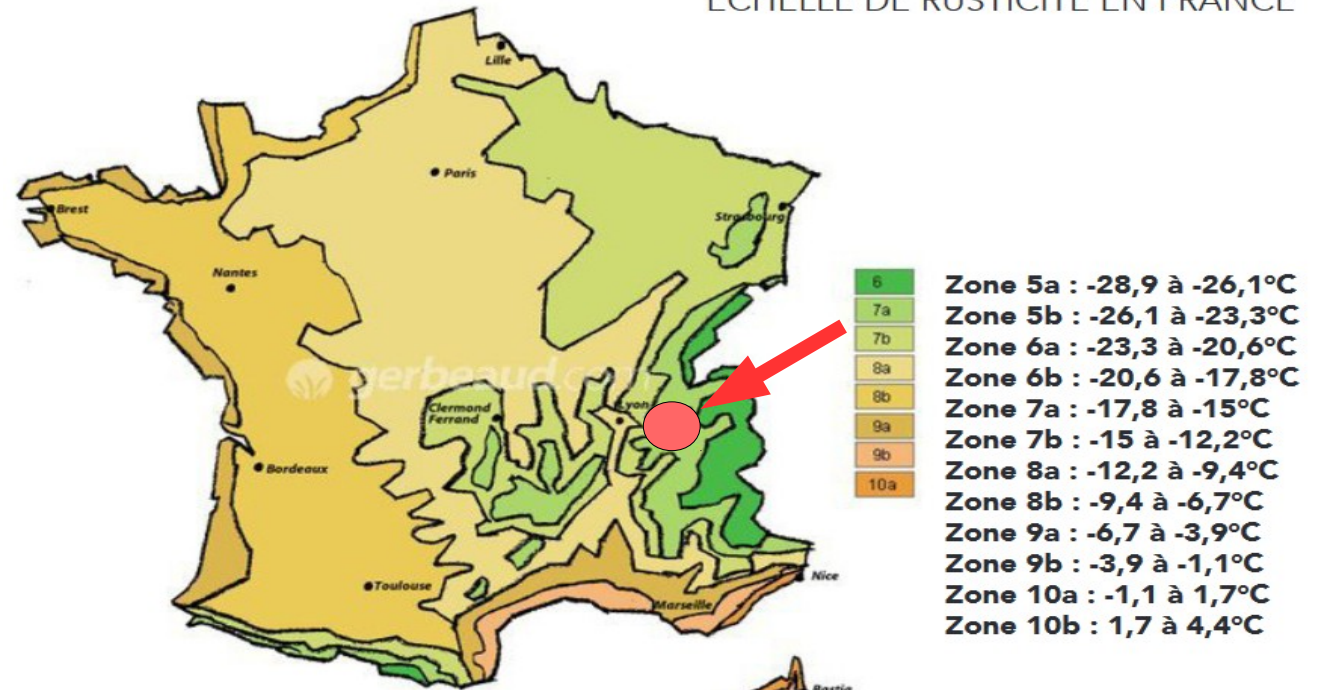 ECHELLE DE RUSTICITE EN FRANCE
Lille
Paris
Brest
Strasbourg
Nantes
gerbeaud.com
Clermond
Ferrand
Lyon
Bordeaux
Toulouse
Marseille
Nice
Bastia
6
7a
7b
8a
8b
9a
9b
10a
Zone 5a : -28,9 à -26,1°C
Zone 5b : -26,1 à -23,3°C
Zone 6a : -23,3 à -20,6°C
Zone 6b : -20,6 à -17,8°C
Zone 7a : -17,8 à -15°C
Zone 7b : -15 à -12,2°C
Zone 8a : -12,2 à -9,4°C
Zone 8b : -9,4 à -6,7°C
Zone 9a : -6,7 à -3,9°C
Zone 9b : -3,9 à -1,1°C
Zone 10a : -1,1 à 1,7°C
Zone 10b : 1,7 à 4,4°C